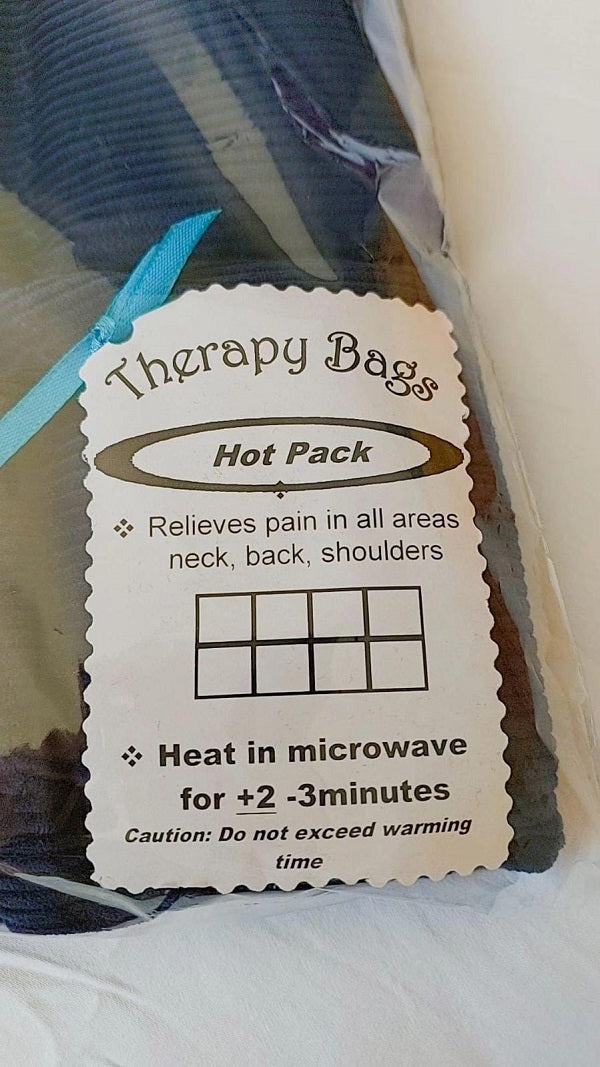 Therapy Bags
Hot Pack
❖ Relieves pain in all areas
neck, back, shoulders
❖ Heat in microwave
for +2 -3minutes
Caution: Do not exceed warming
time